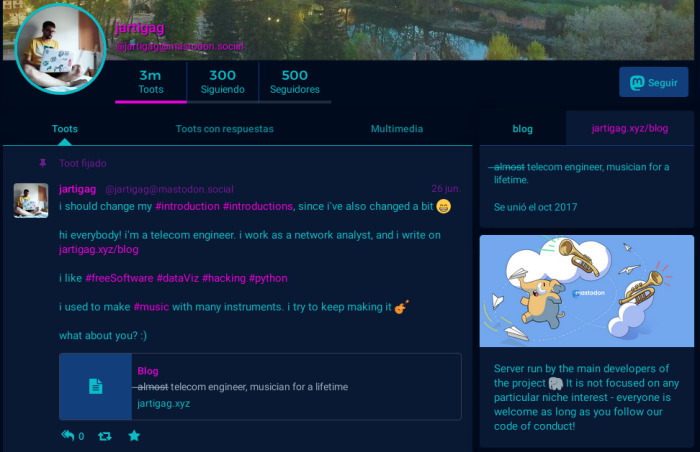 jartigag
@jartigag@mastodon.social
3m
Toots
300
Siguiendo
500
Seguidores
Seguir
Toots
Toots con respuestas
Multimedia
Toot fijado
jartigag @jartigag@mastodon.social 26 jun.
i should change my #introduction #introductions, since i've also changed a bit 😁
hi everybody! i'm a telecom engineer. i work as a network analyst, and i write on
jartigag.xyz/blog
i like #freeSoftware #dataViz #hacking #python
i used to make #music with many instruments. i try to keep making it 🎸
what about you? :)
Blog
almost telecom engineer, musician for a lifetime
jartigag.xyz
0
blog
jartigag.xyz/blog
almost telecom engineer, musician for a
lifetime.
Se unió el oct 2017
mastodon
Server run by the main developers of
the project 🐘 It is not focused on any
particular niche interest - everyone is
welcome as long as you follow our
code of conduct!